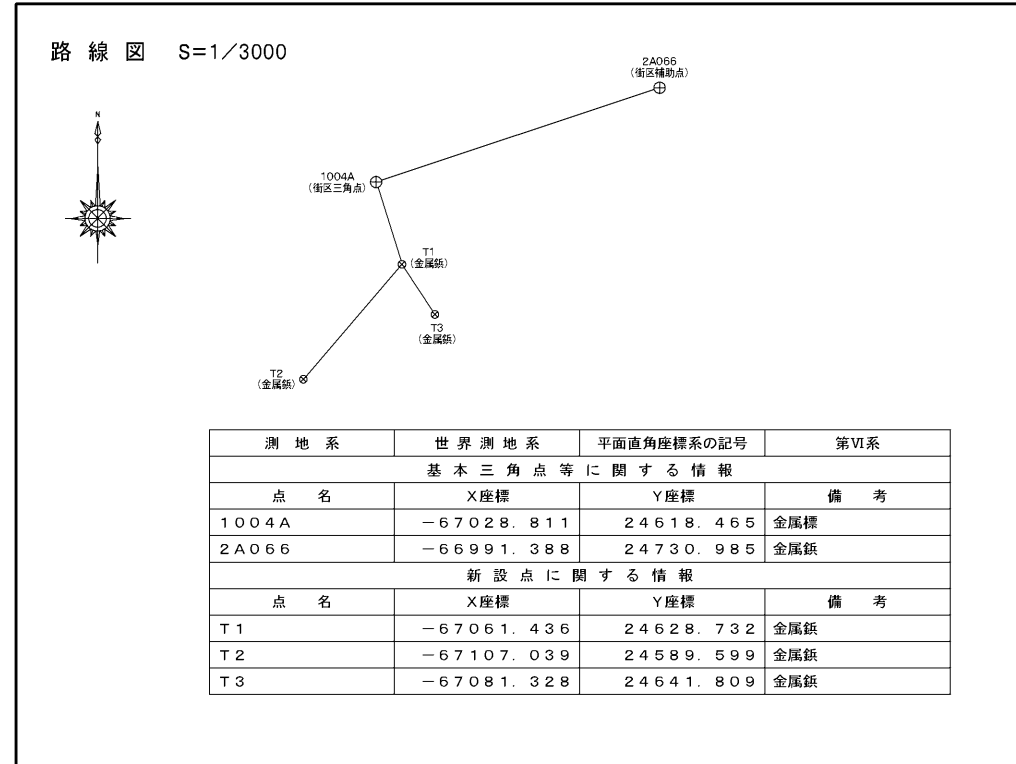 路線図 S=1/3000
N
2A066
(街区補助点)
1004A
(街区三角点)
T1
(金属鋲)
T3
(金属鋲)
T2
(金属鋲)
測地系 世界測地系 平面直角座標系の記号 第Ⅵ系
基本三角点等に関する情報
点名 X座標 Y座標 備考
1004A −67028.811 24618.465 金属標
2A066 −66991.388 24730.985 金属鋲
新設点に関する情報
点名 X座標 Y座標 備考
T1 −67061.436 24628.732 金属鋲
T2 −67107.039 24589.599 金属鋲
T3 −67081.328 24641.809 金属鋲